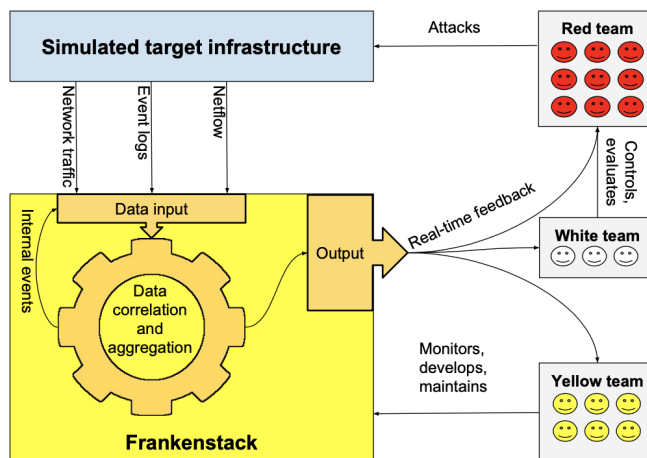 Simulated target infrastructure
Attacks
Red team
Network traffic
Event logs
Netflow
Controls,
evaluates
Real-time feedback
Internal events
Data input
Output
White team
Data
correlation
and
aggregation
Monitors,
develops,
maintains
Yellow team
Frankenstack